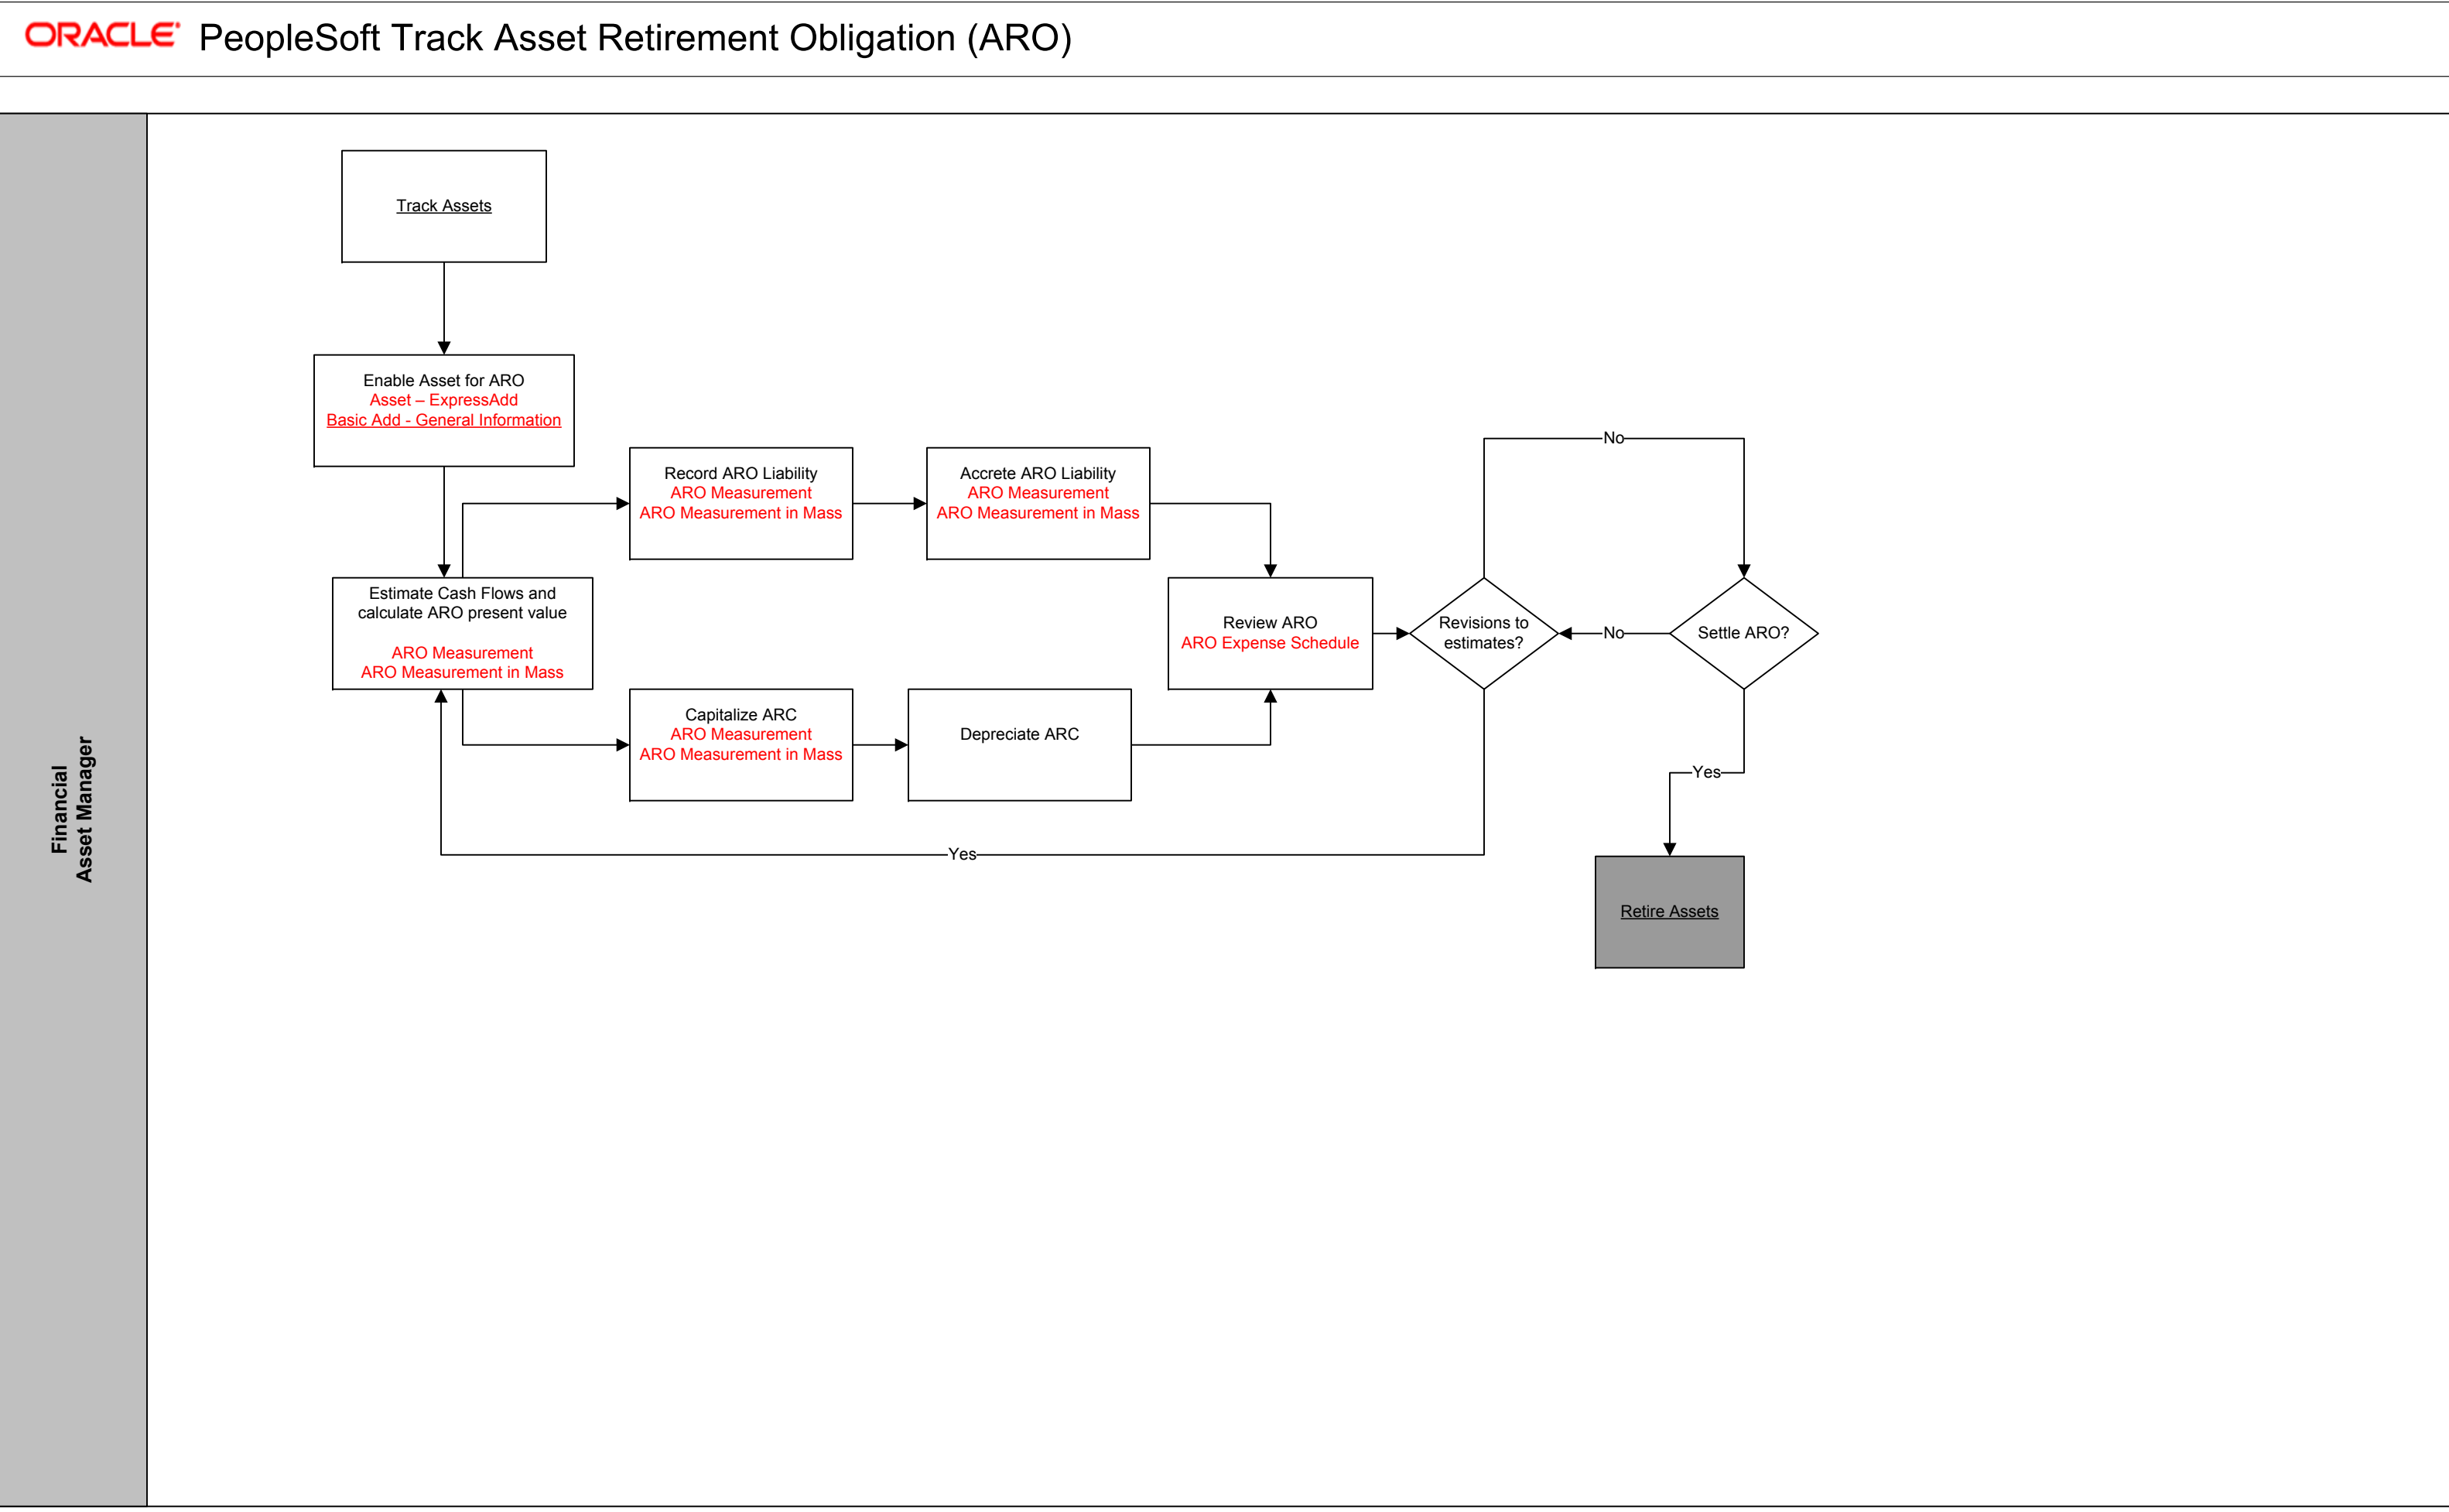 ORACLE PeopleSoft Track Asset Retirement Obligation (ARO)
Financial
Asset Manager
Track Assets
Enable Asset for ARO
Asset – ExpressAdd
Basic Add - General Information
Estimate Cash Flows and
calculate ARO present value
ARO Measurement
ARO Measurement in Mass
Record ARO Liability
ARO Measurement
ARO Measurement in Mass
Accrete ARO Liability
ARO Measurement
ARO Measurement in Mass
Capitalize ARC
ARO Measurement
ARO Measurement in Mass
Depreciate ARC
Review ARO
ARO Expense Schedule
Revisions to
estimates?
No
No
Settle ARO?
Yes
Yes
Retire Assets